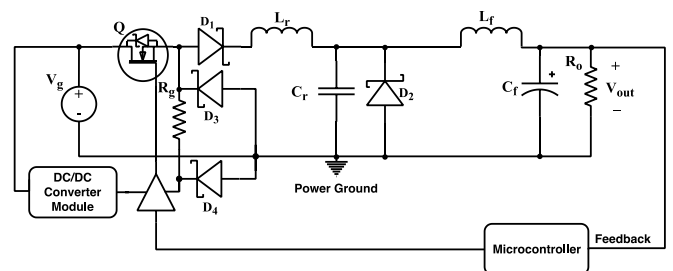 Q
D1
Lr
Lf
Vg
+
-
Rg
D3
Cr
D2
Cf
+
Ro
+
Vout
–
DC/DC
Converter
Module
D4
Power Ground
Microcontroller
Feedback